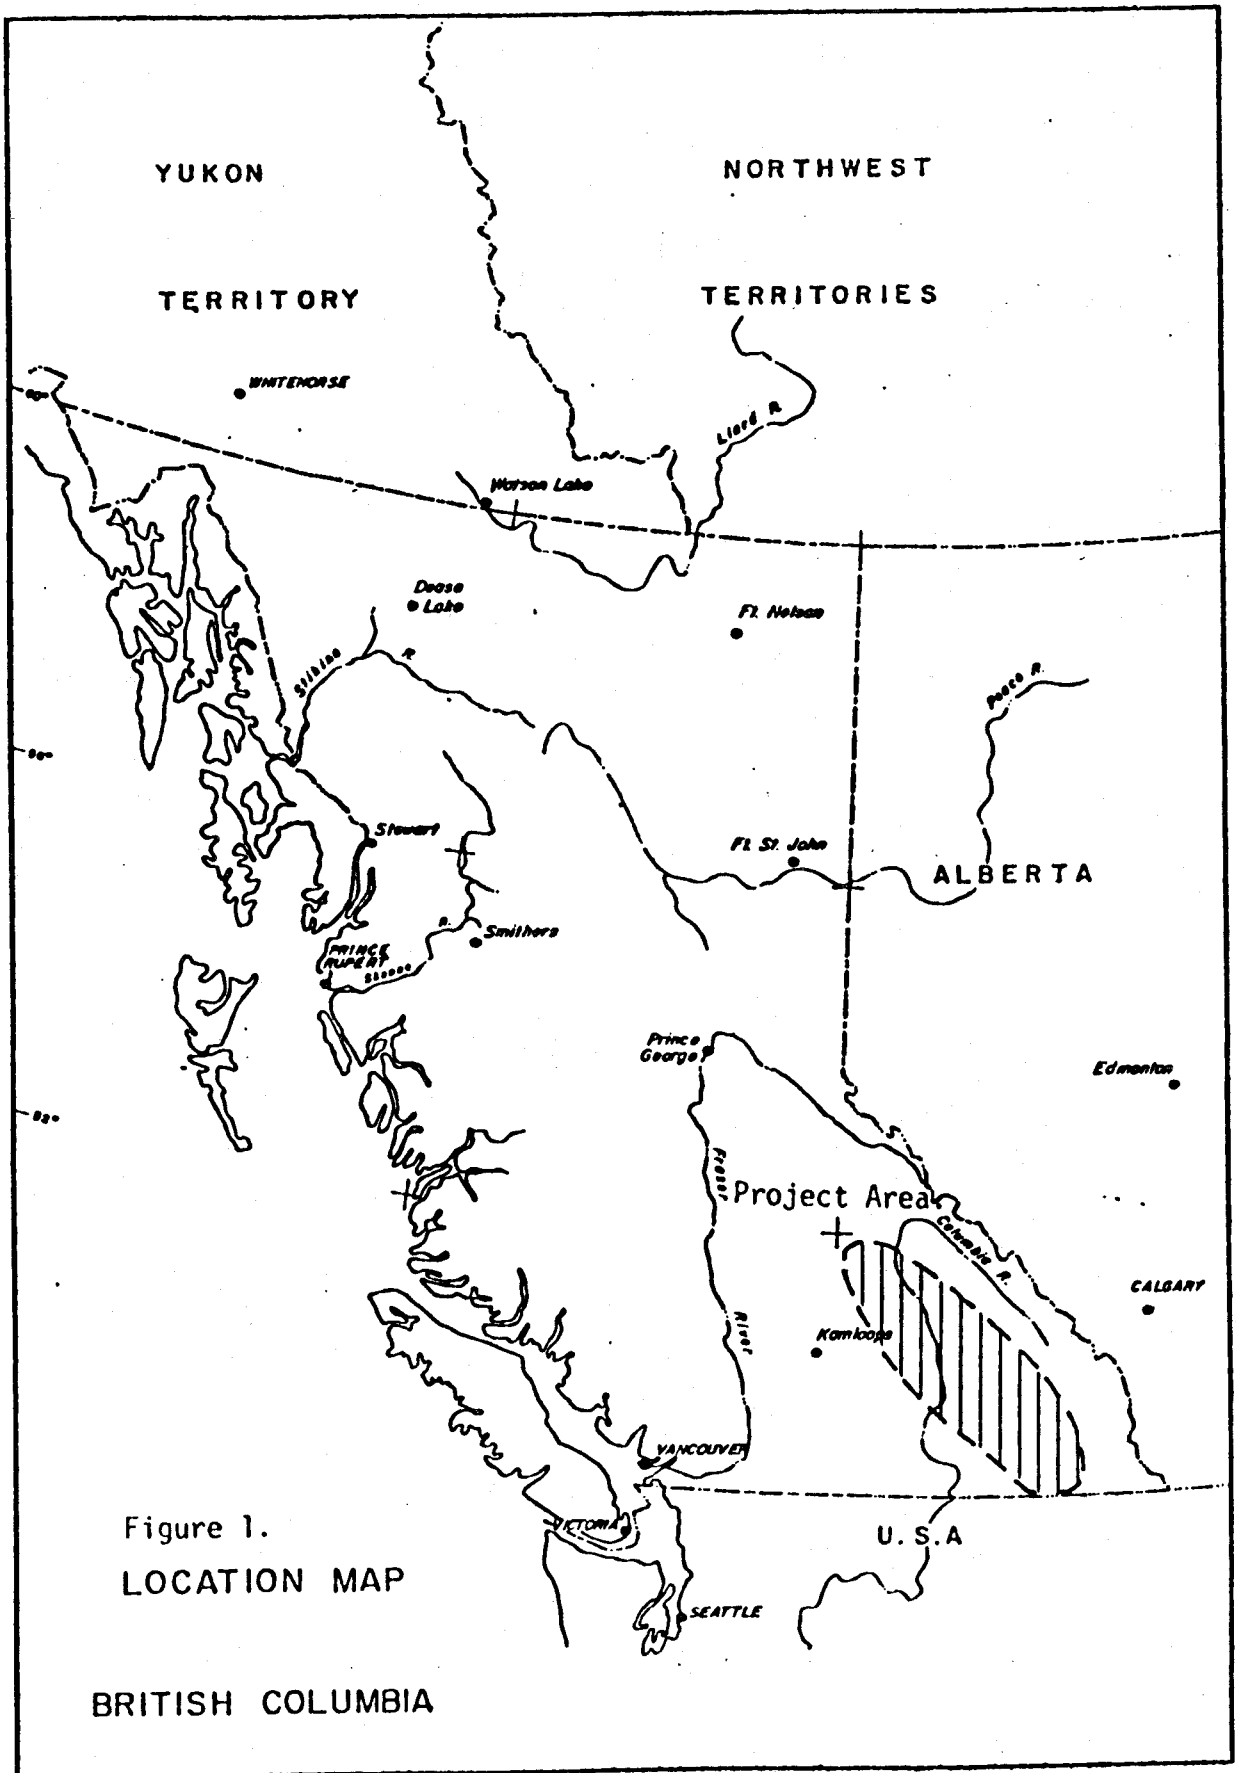 YUKON
NORTHWEST
TERRITORY
TERRITORIES
WHITEHORSE
Liard R.
Watson Lake
Dease
Lake
Ft. Nelson
Stikine R.
Peace R.
Stewart
Ft. St. John
ALBERTA
Smithers
PRINCE
RUPERT
Skeena R.
Prince
George
Edmonton
Fraser River
Project Area
Columbia R.
CALGARY
Kamloops
VANCOUVER
VICTORIA
U.S.A
Figure 1.
LOCATION MAP
SEATTLE
BRITISH COLUMBIA